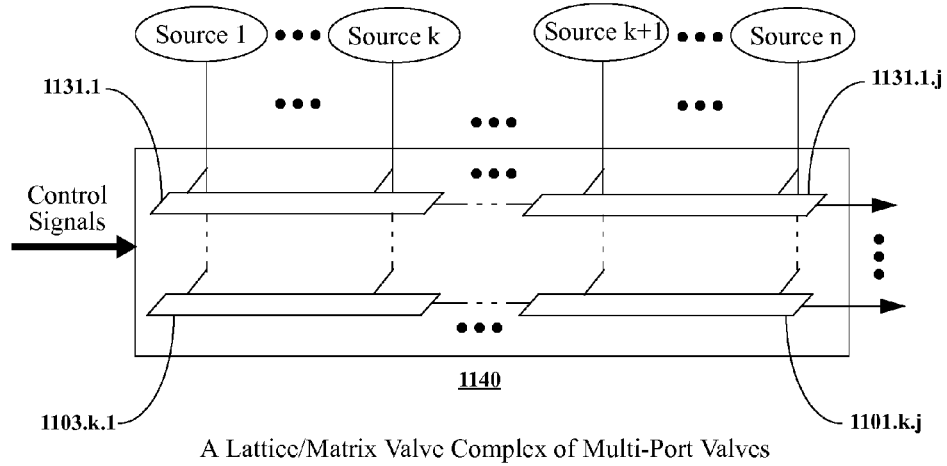 Source 1
Source k
Source k+1
Source n
1131.1
1131.1.j
Control
Signals
1140
1103.k.1
1101.k.j
A Lattice/Matrix Valve Complex of Multi-Port Valves